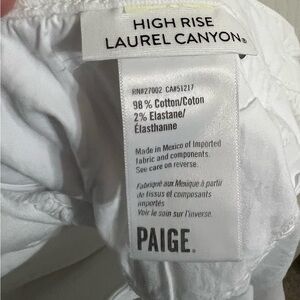 HIGH RISE
LAUREL CANYON®
RN#27002 CA#51217
98% Cotton/Coton
2% Elastane/
Élasthanne
Made in Mexico of Imported
fabric and components.
See care on reverse.
Fabriqué aux Mexique à partir
de tissus et composants
importés
Voir le soin sur l'inverse.
PAIGE®